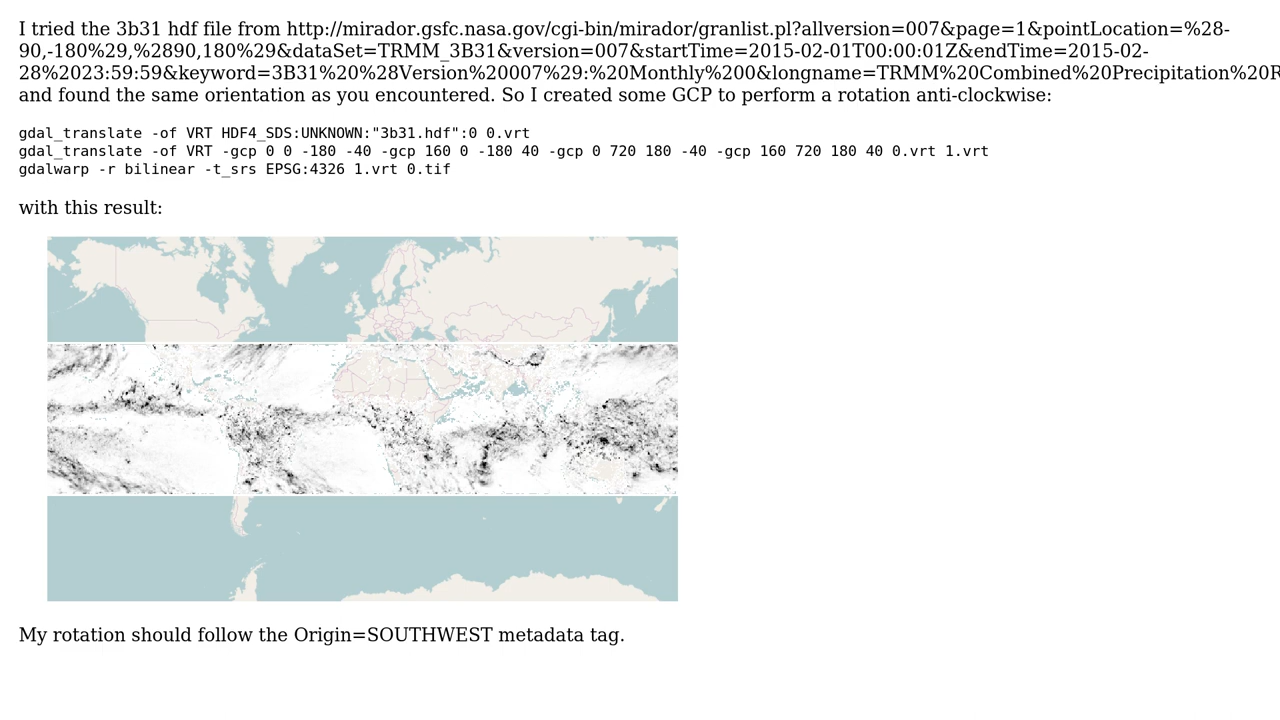 I tried the 3b31 hdf file from http://mirador.gsfc.nasa.gov/cgi-bin/mirador/granlist.pl?allversion=007&page=1&pointLocation=%28-
90,-180%29,%2890,180%29&dataSet=TRMM_3B31&version=007&startTime=2015-02-01T00:00:01Z&endTime=2015-02-
28%2023:59:59&keyword=3B31%20%28Version%20007%29:%20Monthly%200&longname=TRMM%20Combined%20Precipitation%20R
and found the same orientation as you encountered. So I created some GCP to perform a rotation anti-clockwise:
gdal_translate -of VRT HDF4_SDS:UNKNOWN:"3b31.hdf":0 0.vrt
gdal_translate -of VRT -gcp 0 0 -180 -40 -gcp 160 0 -180 40 -gcp 0 720 180 -40 -gcp 160 720 180 40 0.vrt 1.vrt
gdalwarp -r bilinear -t_srs EPSG:4326 1.vrt 0.tif
with this result:
My rotation should follow the Origin=SOUTHWEST metadata tag.